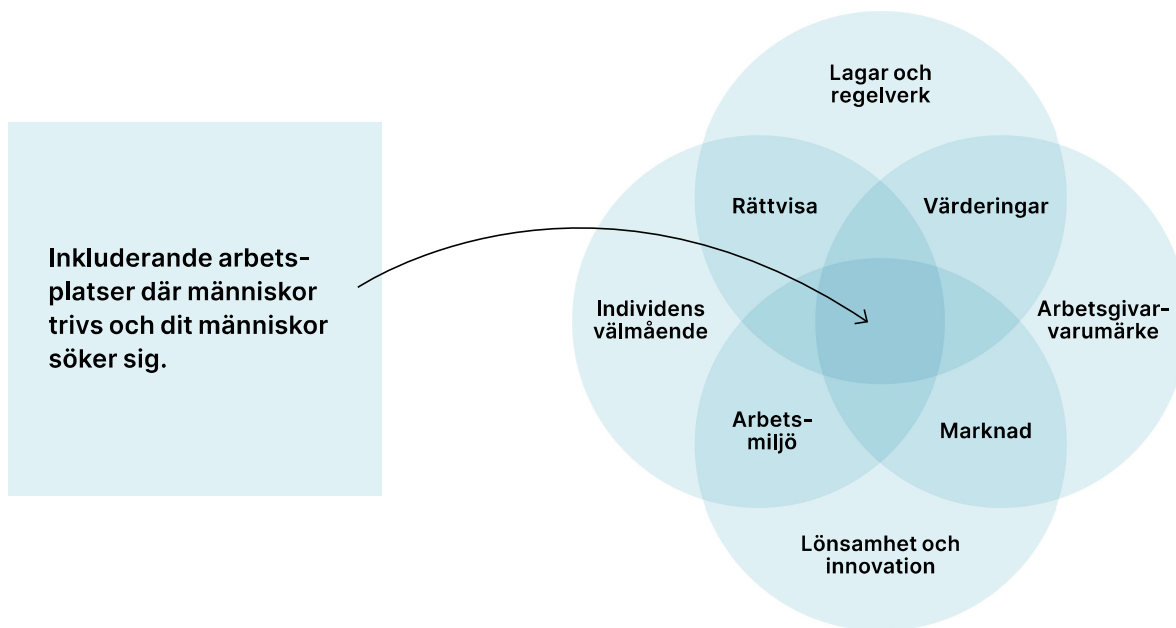 Lagar och
regelverk
Rättvisa
Värderingar
Inkluderande arbets-
platser där människor
trivs och dit människor
söker sig.
Individens
välmående
Arbetsgivar-
varumärke
Arbets-
miljö
Marknad
Lönsamhet och
innovation